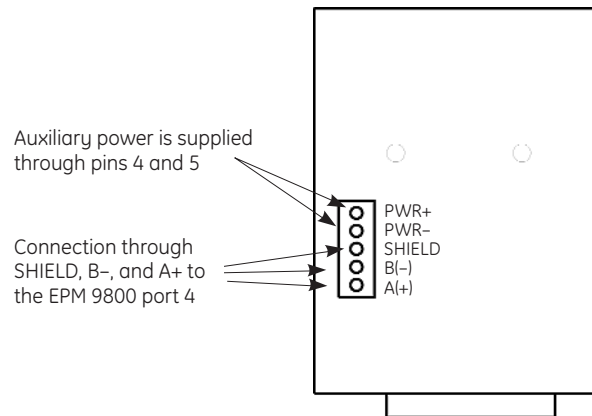 Auxiliary power is supplied
through pins 4 and 5
Connection through
SHIELD, B–, and A+ to
the EPM 9800 port 4
PWR+
PWR–
SHIELD
B(–)
A(+)